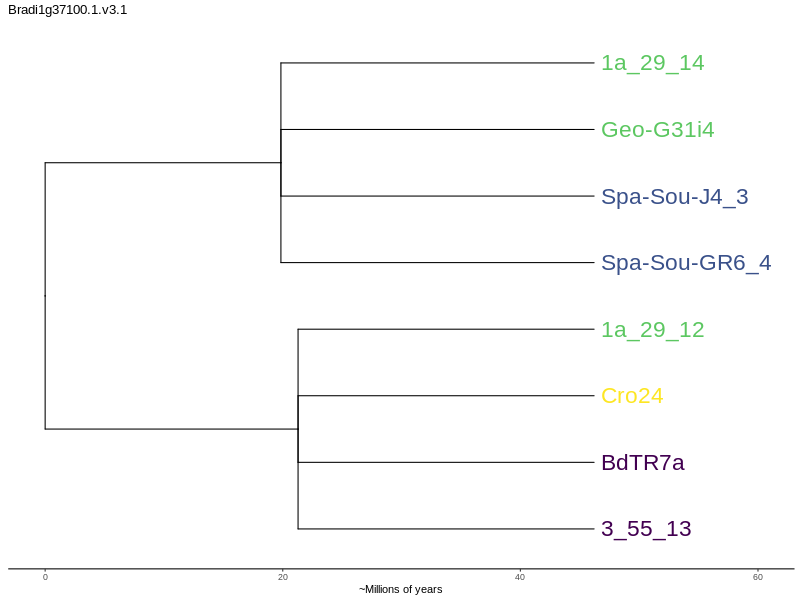 Bradi1g37100.1.v3.1
1a_29_14
Geo-G31i4
Spa-Sou-J4_3
Spa-Sou-GR6_4
1a_29_12
Cro24
BdTR7a
3_55_13
0 20 40 60
~Millions of years